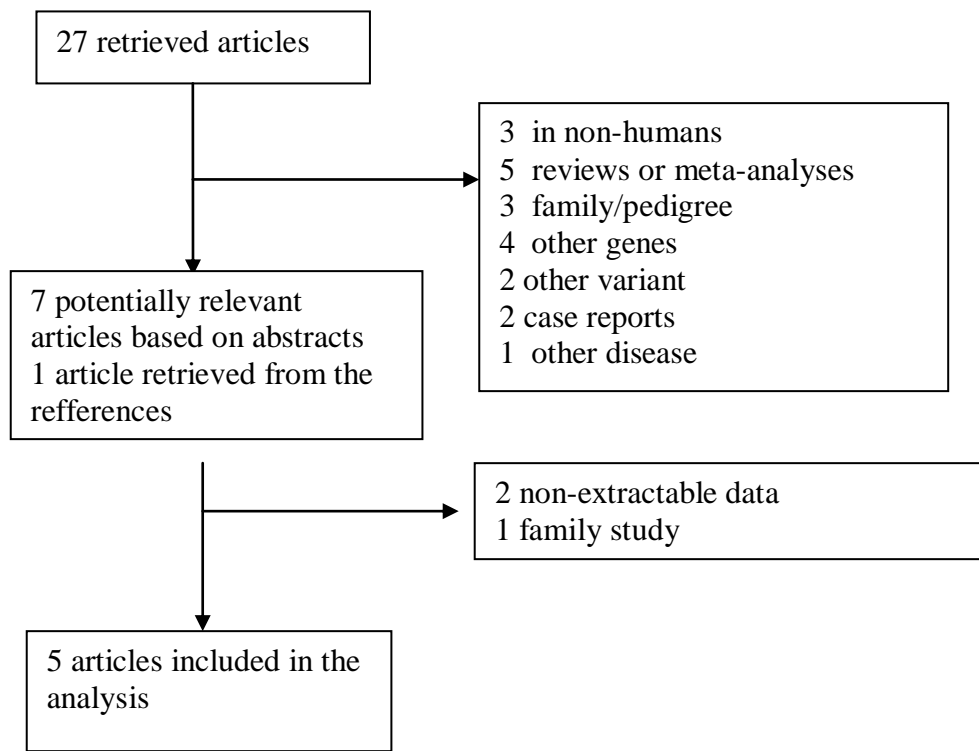 27 retrieved articles
3 in non-humans
5 reviews or meta-analyses
3 family/pedigree
4 other genes
2 other variant
2 case reports
1 other disease
7 potentially relevant
articles based on abstracts
1 article retrieved from the
refferences
2 non-extractable data
1 family study
5 articles included in the
analysis